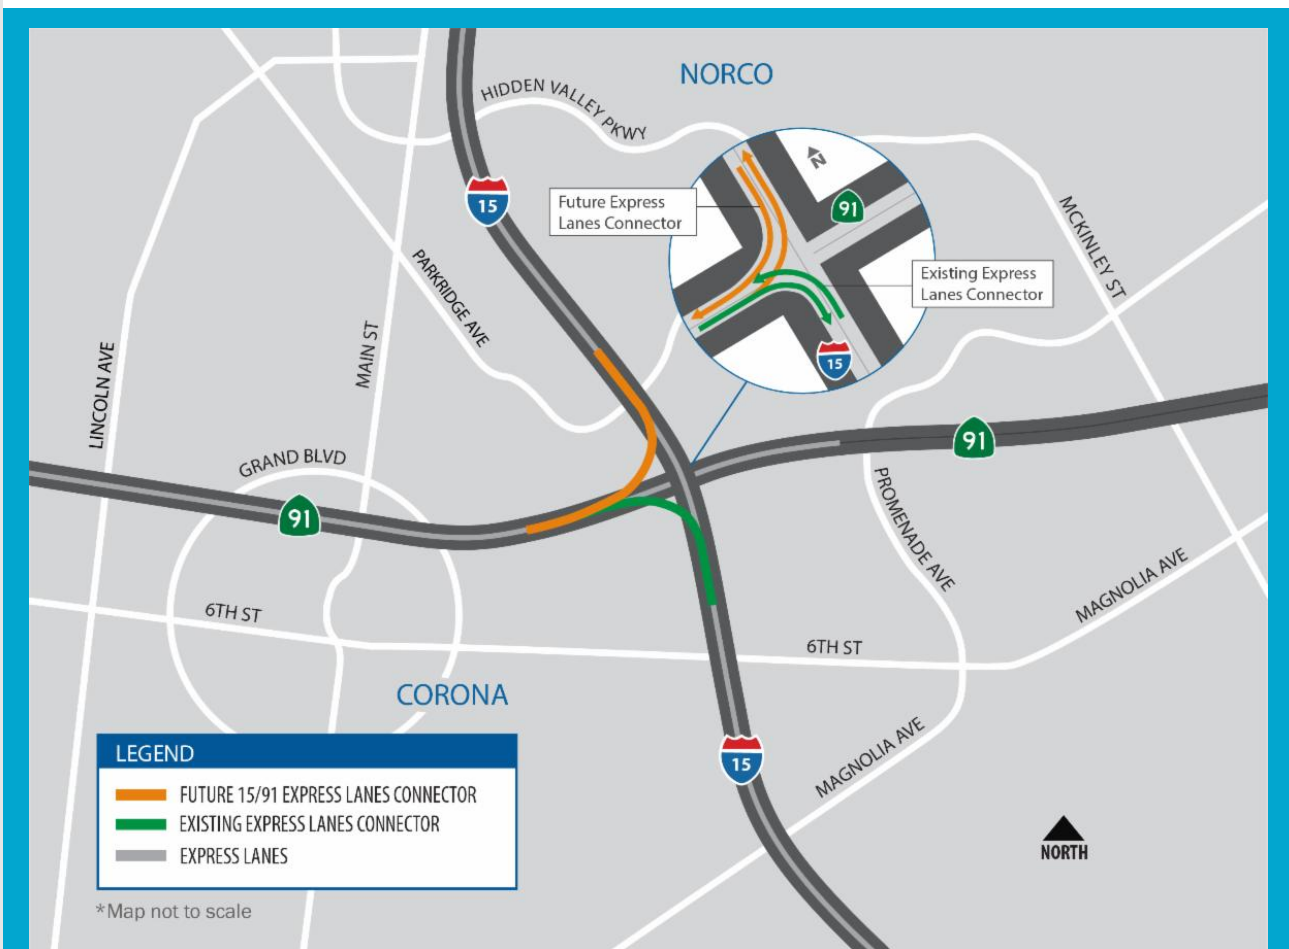 NORCO
HIDDEN VALLEY PKWY
N
15
Future Express
Lanes Connector
91
MCKINLEY ST
PARKRIDGE AVE
Existing Express
Lanes Connector
15
MAIN ST
LINCOLN AVE
GRAND BLVD
91
91
PROMENADE AVE
MAGNOLIA AVE
6TH ST
6TH ST
CORONA
MAGNOLIA AVE
15
LEGEND
FUTURE 15/91 EXPRESS LANES CONNECTOR
EXISTING EXPRESS LANES CONNECTOR
EXPRESS LANES
NORTH
*Map not to scale